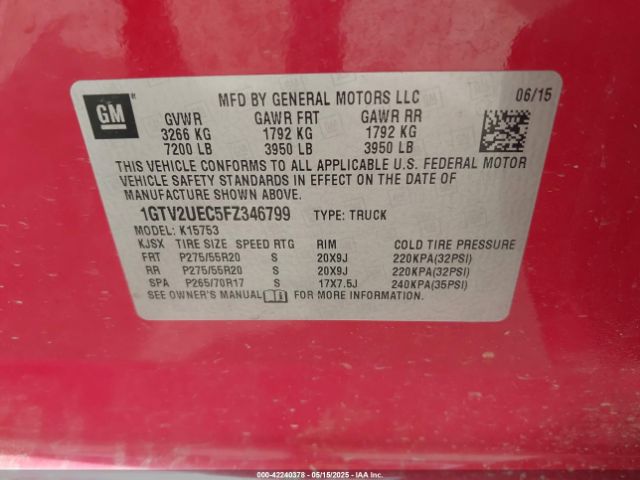 GM
MFD BY GENERAL MOTORS LLC 06/15
GVWR GAWR FRT GAWR RR
3266 KG 1792 KG 1792 KG
7200 LB 3950 LB 3950 LB
THIS VEHICLE CONFORMS TO ALL APPLICABLE U.S. FEDERAL MOTOR
VEHICLE SAFETY STANDARDS IN EFFECT ON THE DATE OF
MANUFACTURE SHOWN ABOVE.
1GTV2UEC5FZ346799 TYPE: TRUCK
MODEL: K15753
KJSX TIRE SIZE SPEED RTG RIM COLD TIRE PRESSURE
FRT P275/55R20 S 20X9J 220KPA(32PSI)
RR P275/55R20 S 20X9J 220KPA(32PSI)
SPA P265/70R17 S 17X7.5J 240KPA(35PSI)
SEE OWNER'S MANUAL FOR MORE INFORMATION.
000-42240378 - 05/15/2025 - IAA Holdings, LLC